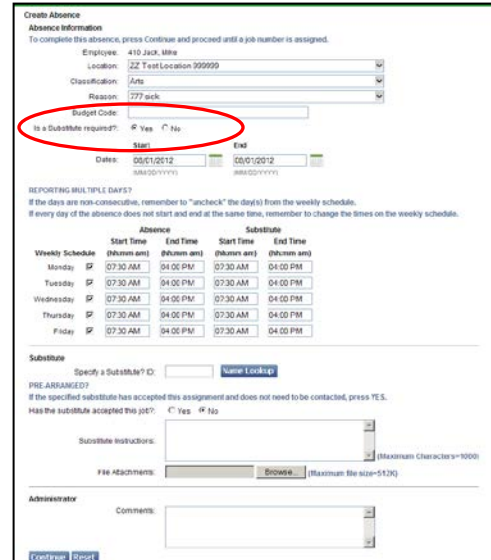 Create Absence
Absence Information
To complete this absence, press Continue and proceed until a job number is assigned.
Employee: 410 Jack, Mike
Location: ZZ Test Location 999999
Classification: Arts
Reason: 777 sick
Budget Code:
Is a Substitute required?: Yes No
Start End
Dates: 08/01/2012 08/01/2012
(MM/DD/YYYY) (MM/DD/YYYY)
REPORTING MULTIPLE DAYS?
If the days are non-consecutive, remember to "uncheck" the day(s) from the weekly schedule.
If every day of the absence does not start and end at the same time, remember to change the times on the weekly schedule.
Absence Substitute
Start Time End Time Start Time End Time
Weekly Schedule (hh:mm am) (hh:mm am) (hh:mm am) (hh:mm am)
Monday 07:30 AM 04:00 PM 07:30 AM 04:00 PM
Tuesday 07:30 AM 04:00 PM 07:30 AM 04:00 PM
Wednesday 07:30 AM 04:00 PM 07:30 AM 04:00 PM
Thursday 07:30 AM 04:00 PM 07:30 AM 04:00 PM
Friday 07:30 AM 04:00 PM 07:30 AM 04:00 PM
Substitute
Specify a Substitute? ID: Name Lookup
PRE-ARRANGED?
If the specified substitute has accepted this assignment and does not need to be contacted, press YES.
Has the substitute accepted this job?: Yes No
Substitute Instructions:
(Maximum Characters=1000)
File Attachments: Browse... (Maximum file size=512K)
Administrator
Comments:
Continue Reset